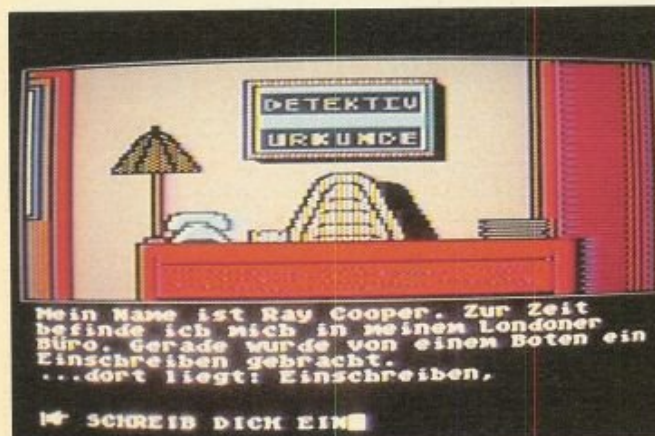 DETEKTIV
URKUNDE
Mein Name ist Ray Cooper. Zur Zeit
befinde ich mich in meinem Londoner
Büro. Gerade wurde von einem Boten ein
Einschreiben gebracht.
...dort liegt: Einschreiben,
SCHREIB DICH EIN